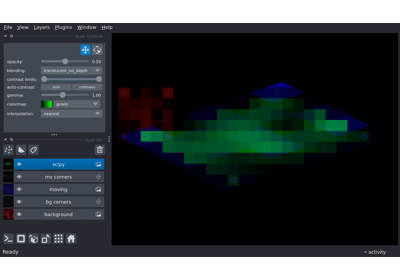 File View Layers Plugins Window Help
opacity: 0.50
blending: translucent_no_depth
contrast limits:
auto-contrast: once continuous
gamma: 1.00
colormap: green
interpolation: nearest
scipy
mv corners
moving
bg corners
background
Ready activity